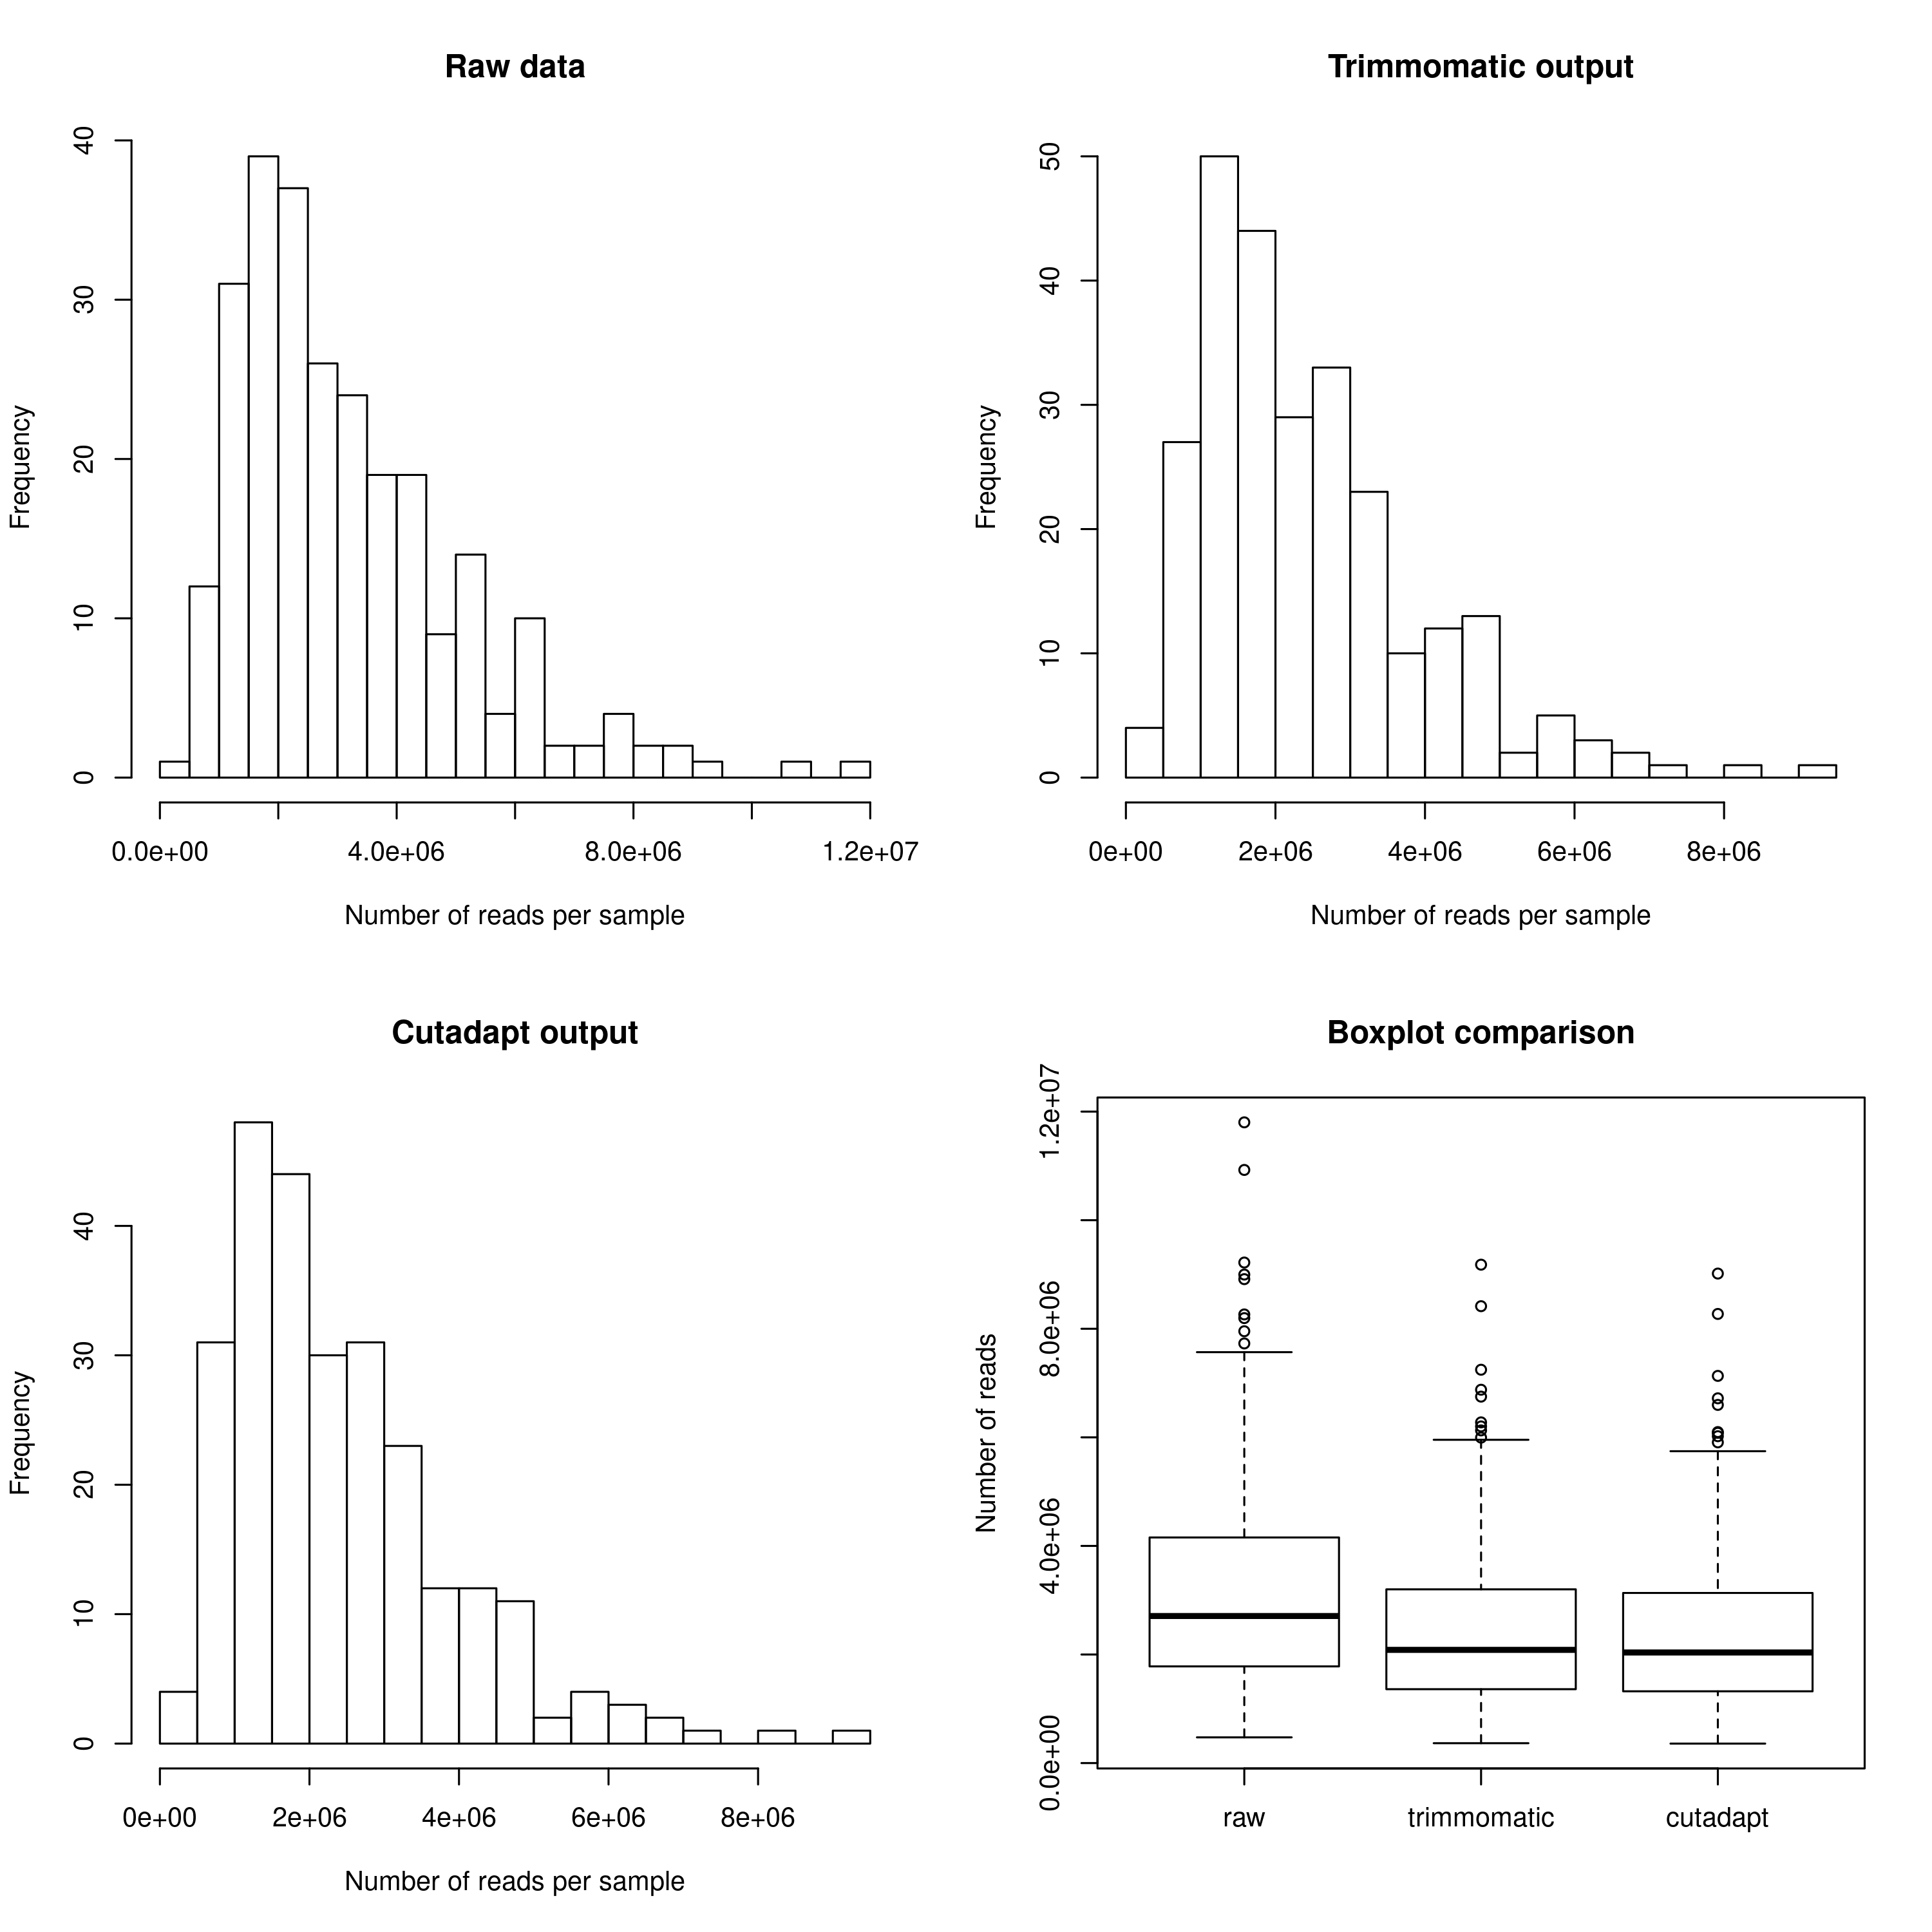 Raw data
Frequency
0
10
20
30
40
0.0e+00 4.0e+06 8.0e+06 1.2e+07
Number of reads per sample
Trimmomatic output
Frequency
0
10
20
30
40
50
0e+00 2e+06 4e+06 6e+06 8e+06
Number of reads per sample
Cutadapt output
Frequency
0
10
20
30
40
0e+00 2e+06 4e+06 6e+06 8e+06
Number of reads per sample
Boxplot comparison
Number of reads
0.0e+00
4.0e+06
8.0e+06
1.2e+07
raw trimmomatic cutadapt